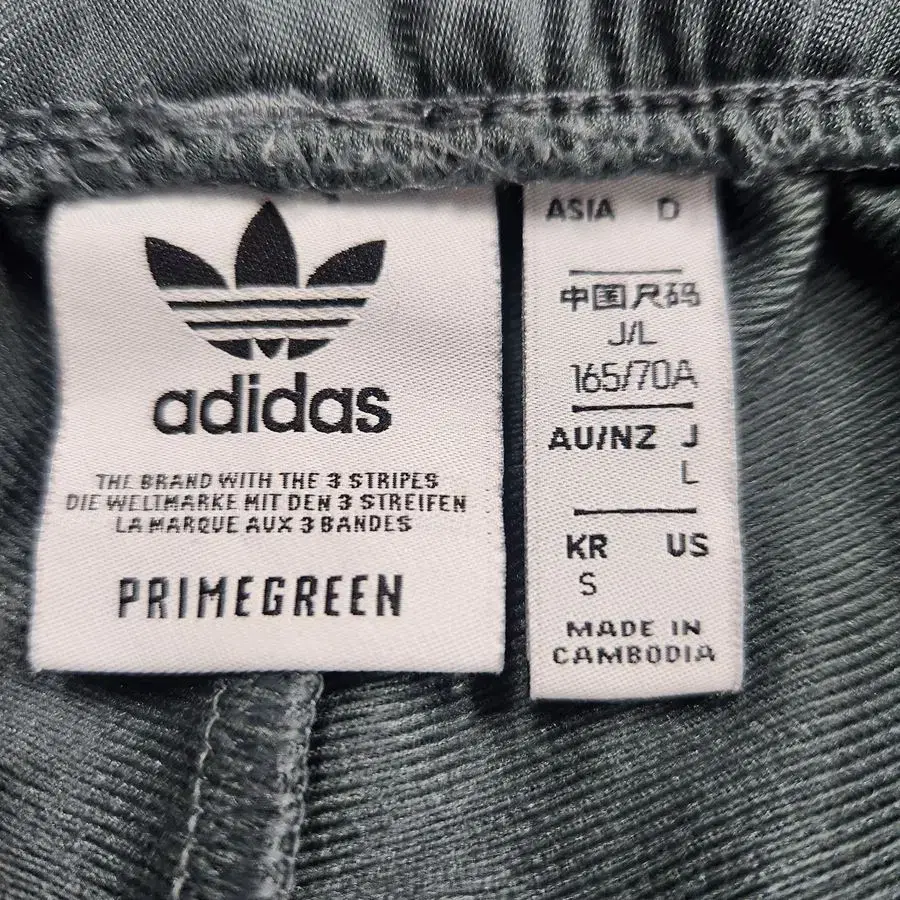 adidas
THE BRAND WITH THE 3 STRIPES
DIE WELTMARKE MIT DEN 3 STREIFEN
LA MARQUE AUX 3 BANDES
PRIMEGREEN
ASIA D
中国尺码
J/L
165/70A
AU/NZ J
L
KR US
S
MADE IN
CAMBODIA